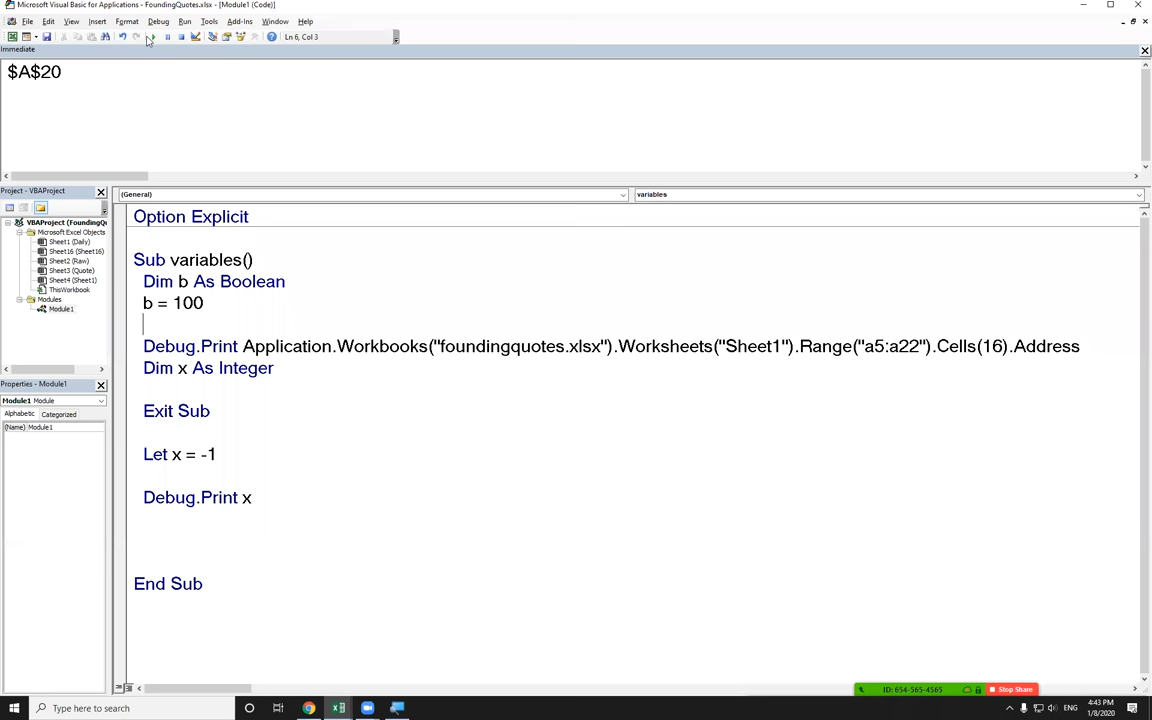 Microsoft Visual Basic for Applications - FoundingQuotes.xlsx - [Module1 (Code)]
File Edit View Insert Format Debug Run Tools Add-Ins Window Help
Ln 6, Col 3
Immediate
$A$20
Project - VBAProject
VBAProject (FoundingQu
Microsoft Excel Objects
Sheet1 (Daily)
Sheet16 (Sheet16)
Sheet2 (Raw)
Sheet3 (Quote)
Sheet4 (Sheet1)
ThisWorkbook
Modules
Module1
Properties - Module1
Module1 Module
Alphabetic Categorized
(Name) Module1
(General) variables
Option Explicit
Sub variables()
Dim b As Boolean
b = 100
Debug.Print Application.Workbooks("foundingquotes.xlsx").Worksheets("Sheet1").Range("a5:a22").Cells(16).Address
Dim x As Integer
Exit Sub
Let x = -1
Debug.Print x
End Sub
ID: 654-565-4565 Stop Share
Type here to search
ENG
4:43 PM
1/8/2020